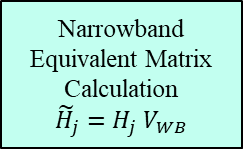 Narrowband
Equivalent Matrix
Calculation
H̃ⱼ = Hⱼ V_WB